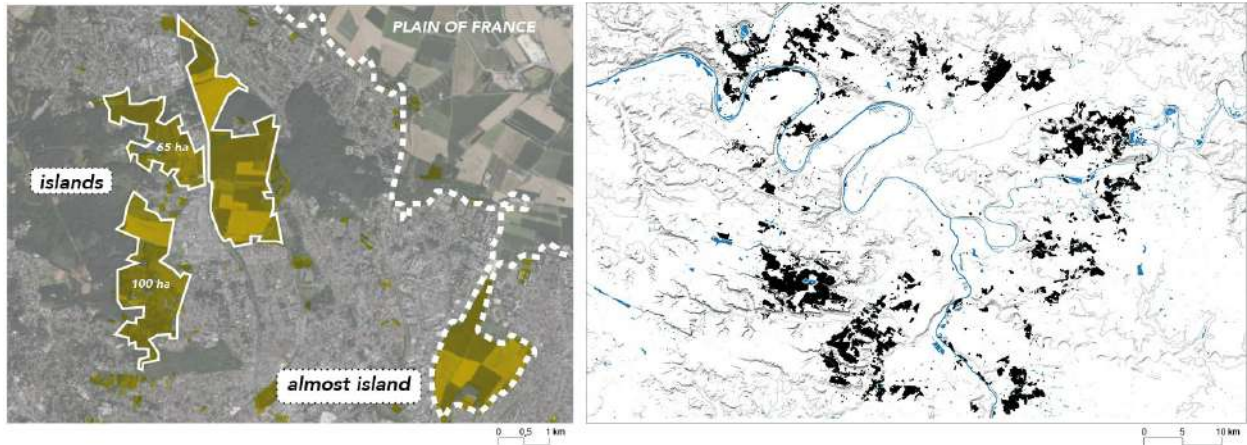 PLAIN OF FRANCE
65 ha
islands
100 ha
almost island
0 0,5 1 km
0 5 10 km